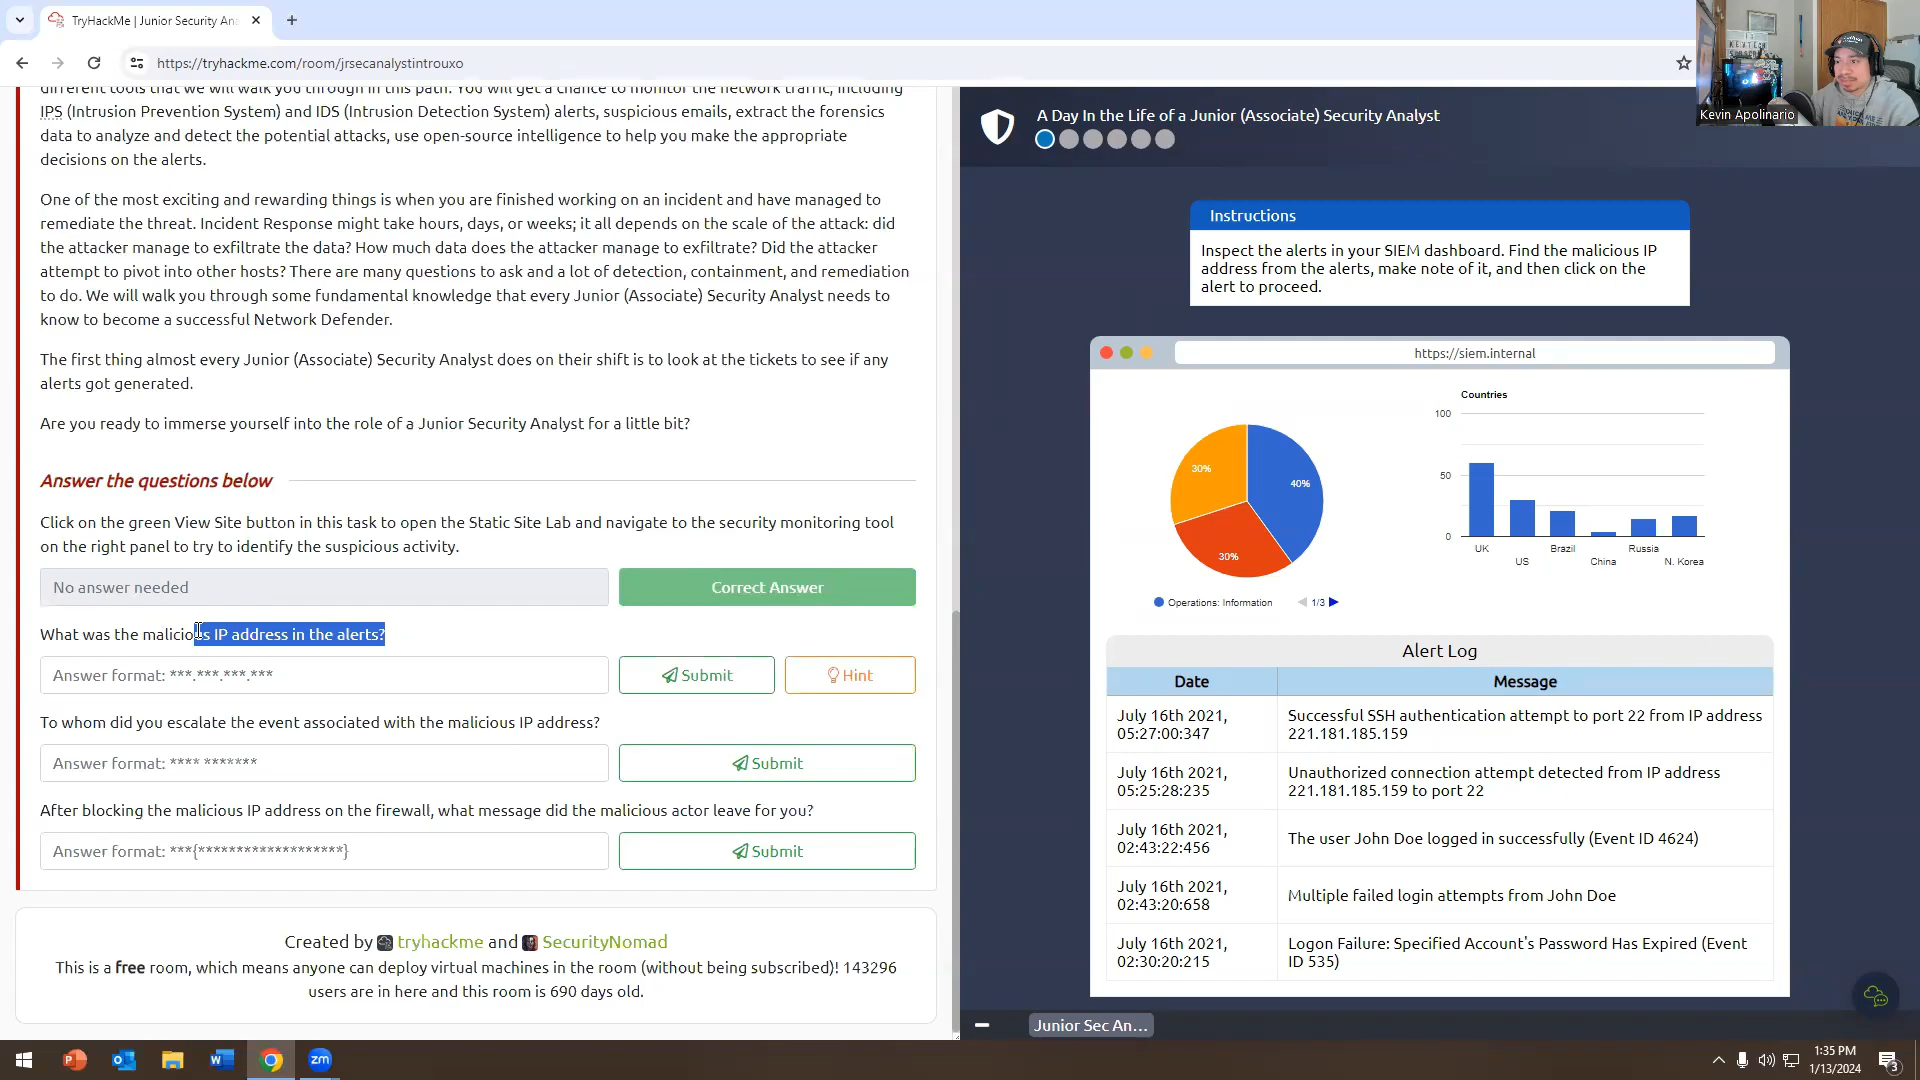 TryHackMe | Junior Security Ana
https://tryhackme.com/room/jrsecanalystintrouxo
Kevin Apolinario
different tools that we will walk you through in this path. You will get a chance to monitor the network traffic, including
IPS (Intrusion Prevention System) and IDS (Intrusion Detection System) alerts, suspicious emails, extract the forensics
data to analyze and detect the potential attacks, use open-source intelligence to help you make the appropriate
decisions on the alerts.
One of the most exciting and rewarding things is when you are finished working on an incident and have managed to
remediate the threat. Incident Response might take hours, days, or weeks; it all depends on the scale of the attack: did
the attacker manage to exfiltrate the data? How much data does the attacker manage to exfiltrate? Did the attacker
attempt to pivot into other hosts? There are many questions to ask and a lot of detection, containment, and remediation
to do. We will walk you through some fundamental knowledge that every Junior (Associate) Security Analyst needs to
know to become a successful Network Defender.
The first thing almost every Junior (Associate) Security Analyst does on their shift is to look at the tickets to see if any
alerts got generated.
Are you ready to immerse yourself into the role of a Junior Security Analyst for a little bit?
Answer the questions below
Click on the green View Site button in this task to open the Static Site Lab and navigate to the security monitoring tool
on the right panel to try to identify the suspicious activity.
No answer needed
Correct Answer
What was the malicious IP address in the alerts?
Answer format: ***.***.***.***
Submit
Hint
To whom did you escalate the event associated with the malicious IP address?
Answer format: **** *******
Submit
After blocking the malicious IP address on the firewall, what message did the malicious actor leave for you?
Answer format: ***{*******************}
Submit
Created by tryhackme and SecurityNomad
This is a free room, which means anyone can deploy virtual machines in the room (without being subscribed)! 143296
users are in here and this room is 690 days old.
A Day In the Life of a Junior (Associate) Security Analyst
Instructions
Inspect the alerts in your SIEM dashboard. Find the malicious IP
address from the alerts, make note of it, and then click on the
alert to proceed.
https://siem.internal
30%
40%
30%
Operations: Information
1/3
Countries
100
50
0
UK
US
Brazil
China
Russia
N. Korea
Alert Log
Date
Message
July 16th 2021,
05:27:00:347
Successful SSH authentication attempt to port 22 from IP address
221.181.185.159
July 16th 2021,
05:25:28:235
Unauthorized connection attempt detected from IP address
221.181.185.159 to port 22
July 16th 2021,
02:43:22:456
The user John Doe logged in successfully (Event ID 4624)
July 16th 2021,
02:43:20:658
Multiple failed login attempts from John Doe
July 16th 2021,
02:30:20:215
Logon Failure: Specified Account's Password Has Expired (Event
ID 535)
Junior Sec An...
zm
1:35 PM
1/13/2024
3